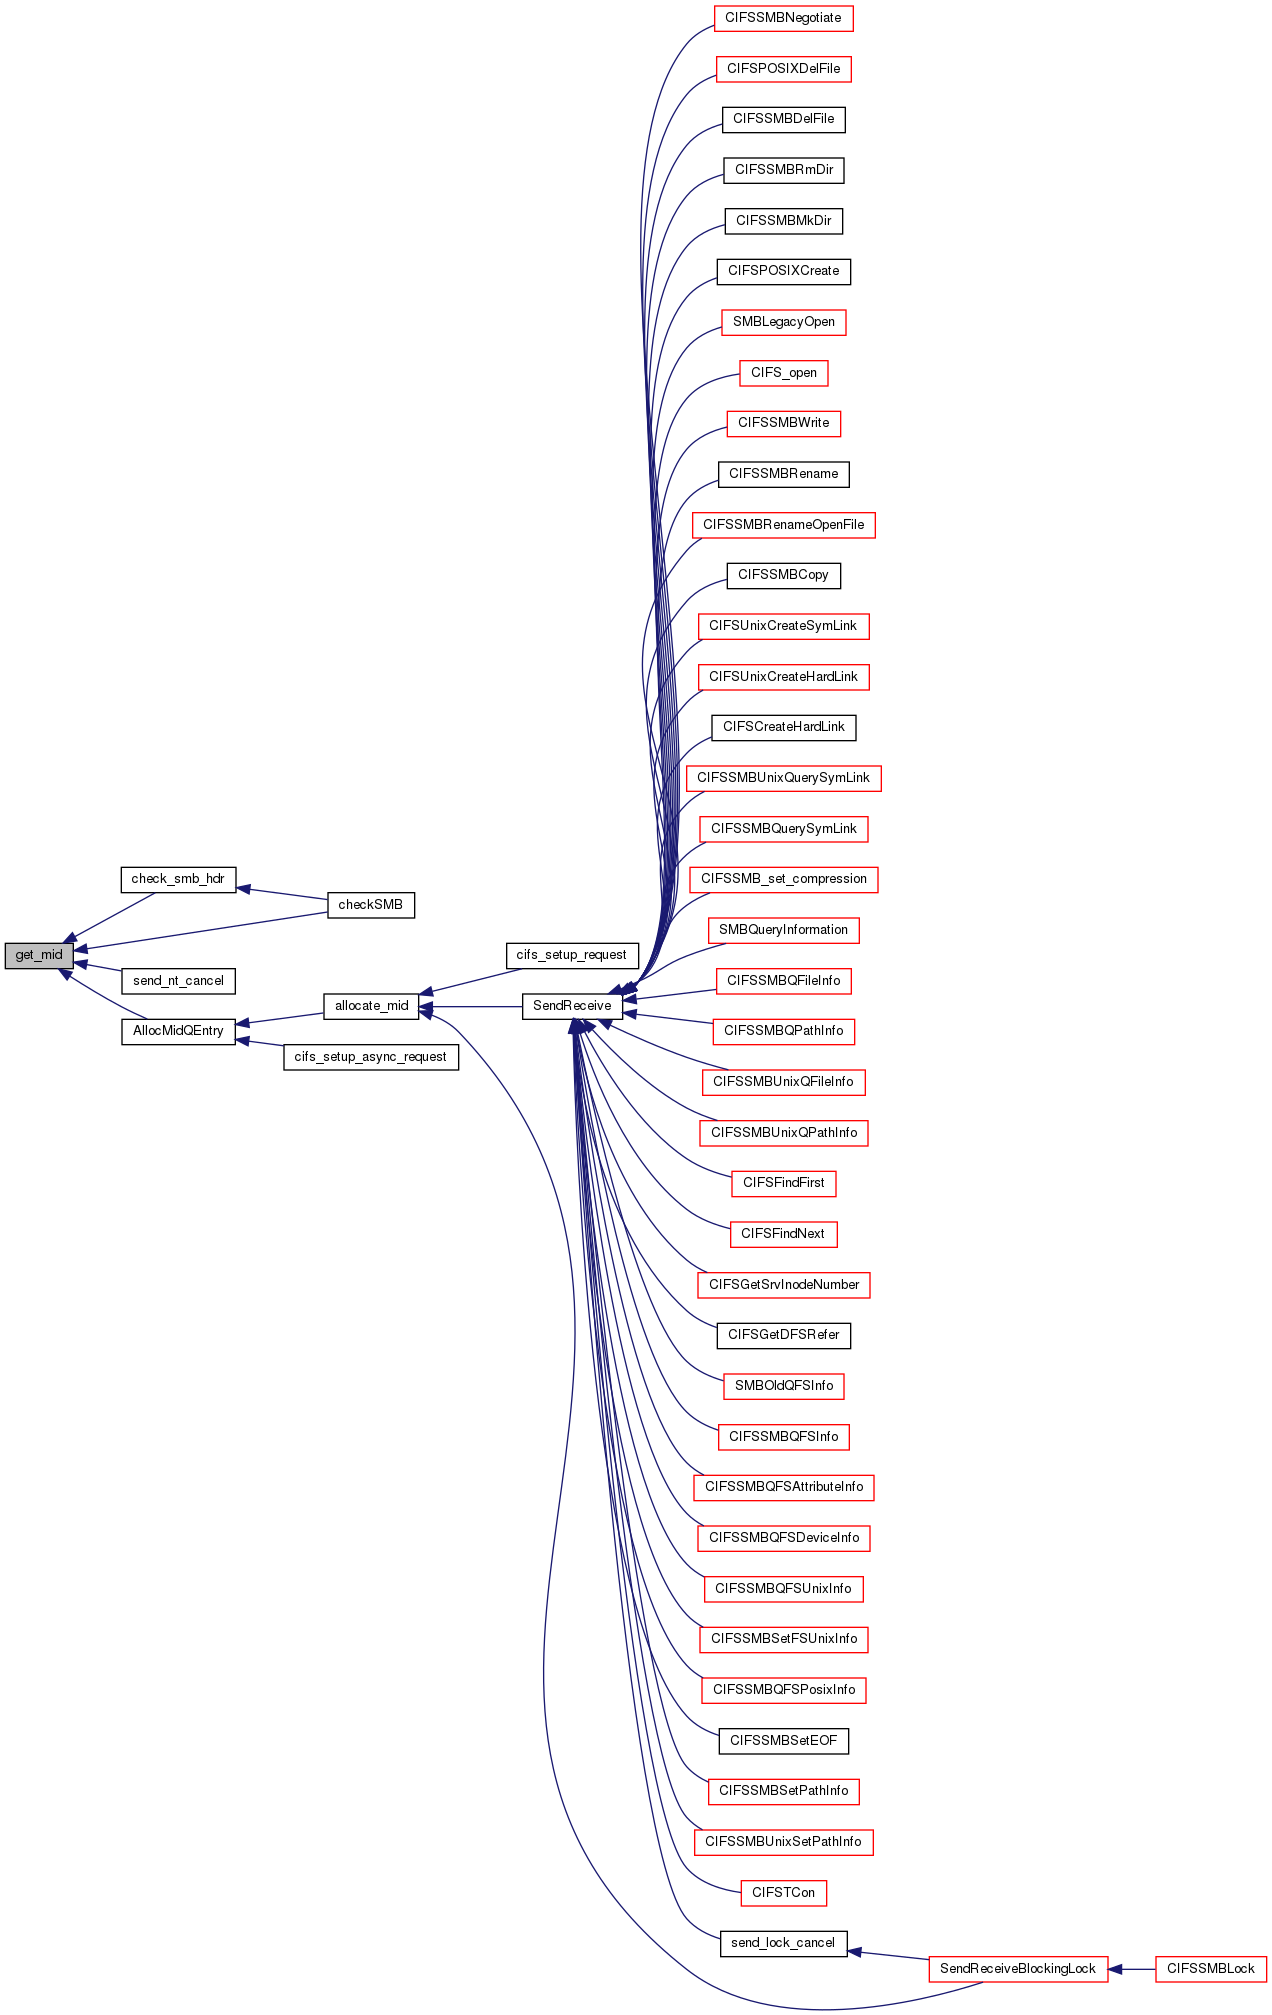 CIFSSMBNegotiate
CIFSPOSIXDelFile
CIFSSMBDelFile
CIFSSMBRmDir
CIFSSMBMkDir
CIFSPOSIXCreate
SMBLegacyOpen
CIFS_open
CIFSSMBWrite
CIFSSMBRename
CIFSSMBRenameOpenFile
CIFSSMBCopy
CIFSUnixCreateSymLink
CIFSUnixCreateHardLink
CIFSCreateHardLink
CIFSSMBUnixQuerySymLink
CIFSSMBQuerySymLink
check_smb_hdr
CIFSSMB_set_compression
checkSMB
SMBQueryInformation
get_mid
cifs_setup_request
send_nt_cancel
CIFSSMBQFileInfo
allocate_mid
SendReceive
AllocMidQEntry
CIFSSMBQPathInfo
cifs_setup_async_request
CIFSSMBUnixQFileInfo
CIFSSMBUnixQPathInfo
CIFSFindFirst
CIFSFindNext
CIFSGetSrvInodeNumber
CIFSGetDFSRefer
SMBOldQFSInfo
CIFSSMBQFSInfo
CIFSSMBQFSAttributeInfo
CIFSSMBQFSDeviceInfo
CIFSSMBQFSUnixInfo
CIFSSMBSetFSUnixInfo
CIFSSMBQFSPosixInfo
CIFSSMBSetEOF
CIFSSMBSetPathInfo
CIFSSMBUnixSetPathInfo
CIFSTCon
send_lock_cancel
SendReceiveBlockingLock
CIFSSMBLock